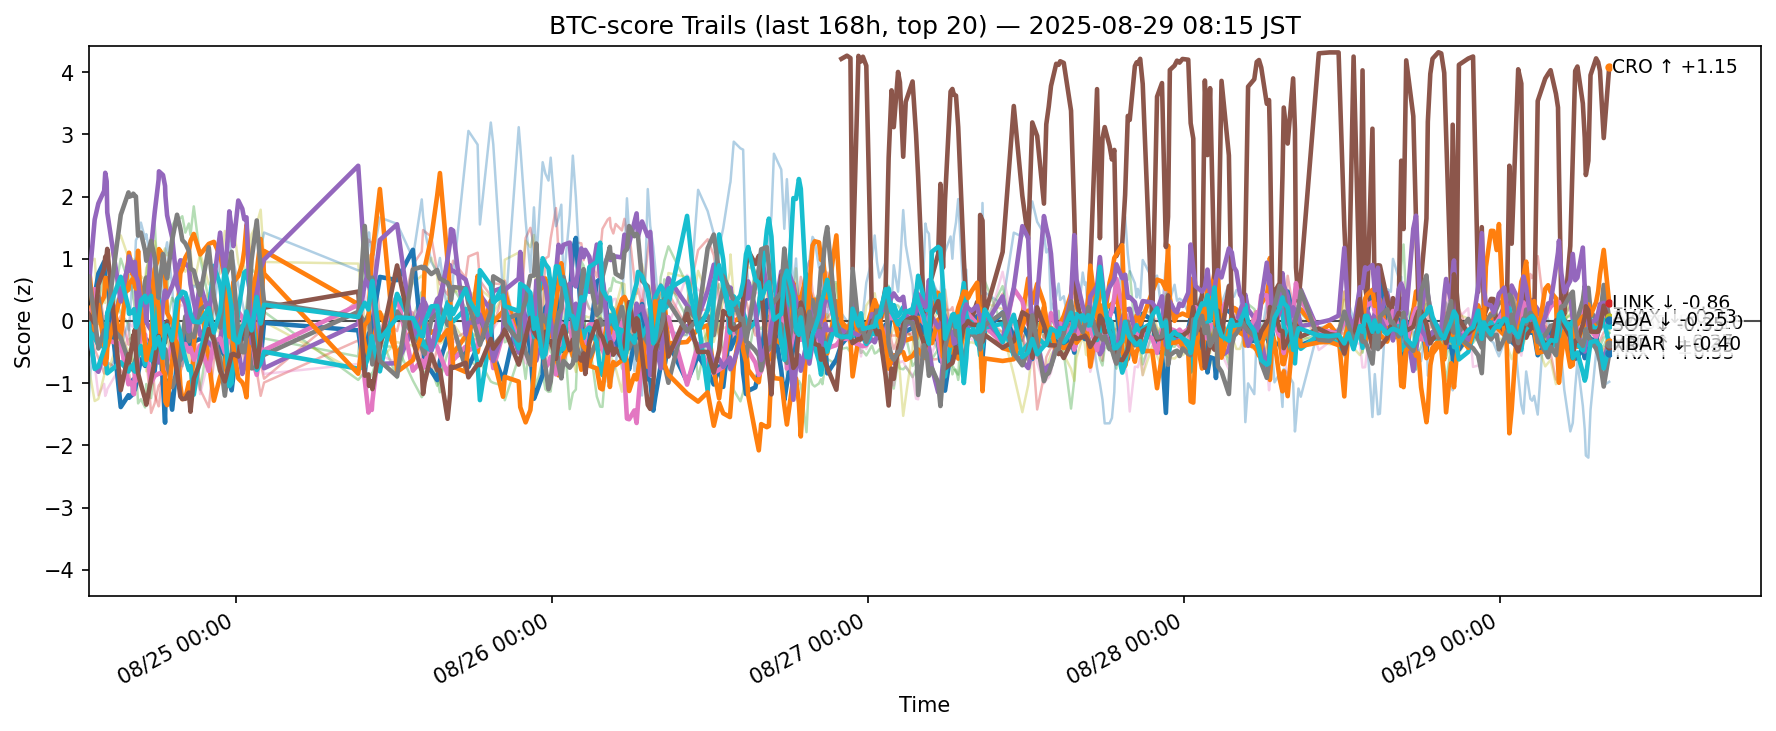 BTC-score Trails (last 168h, top 20) — 2025-08-29 08:15 JST
Score (z)
4
3
2
1
0
−1
−2
−3
−4
CRO ↑ +1.15
LINK ↓ -0.86
ADA ↓ -0.25
HBAR ↓ -0.40
08/25 00:00
08/26 00:00
08/27 00:00
08/28 00:00
08/29 00:00
Time